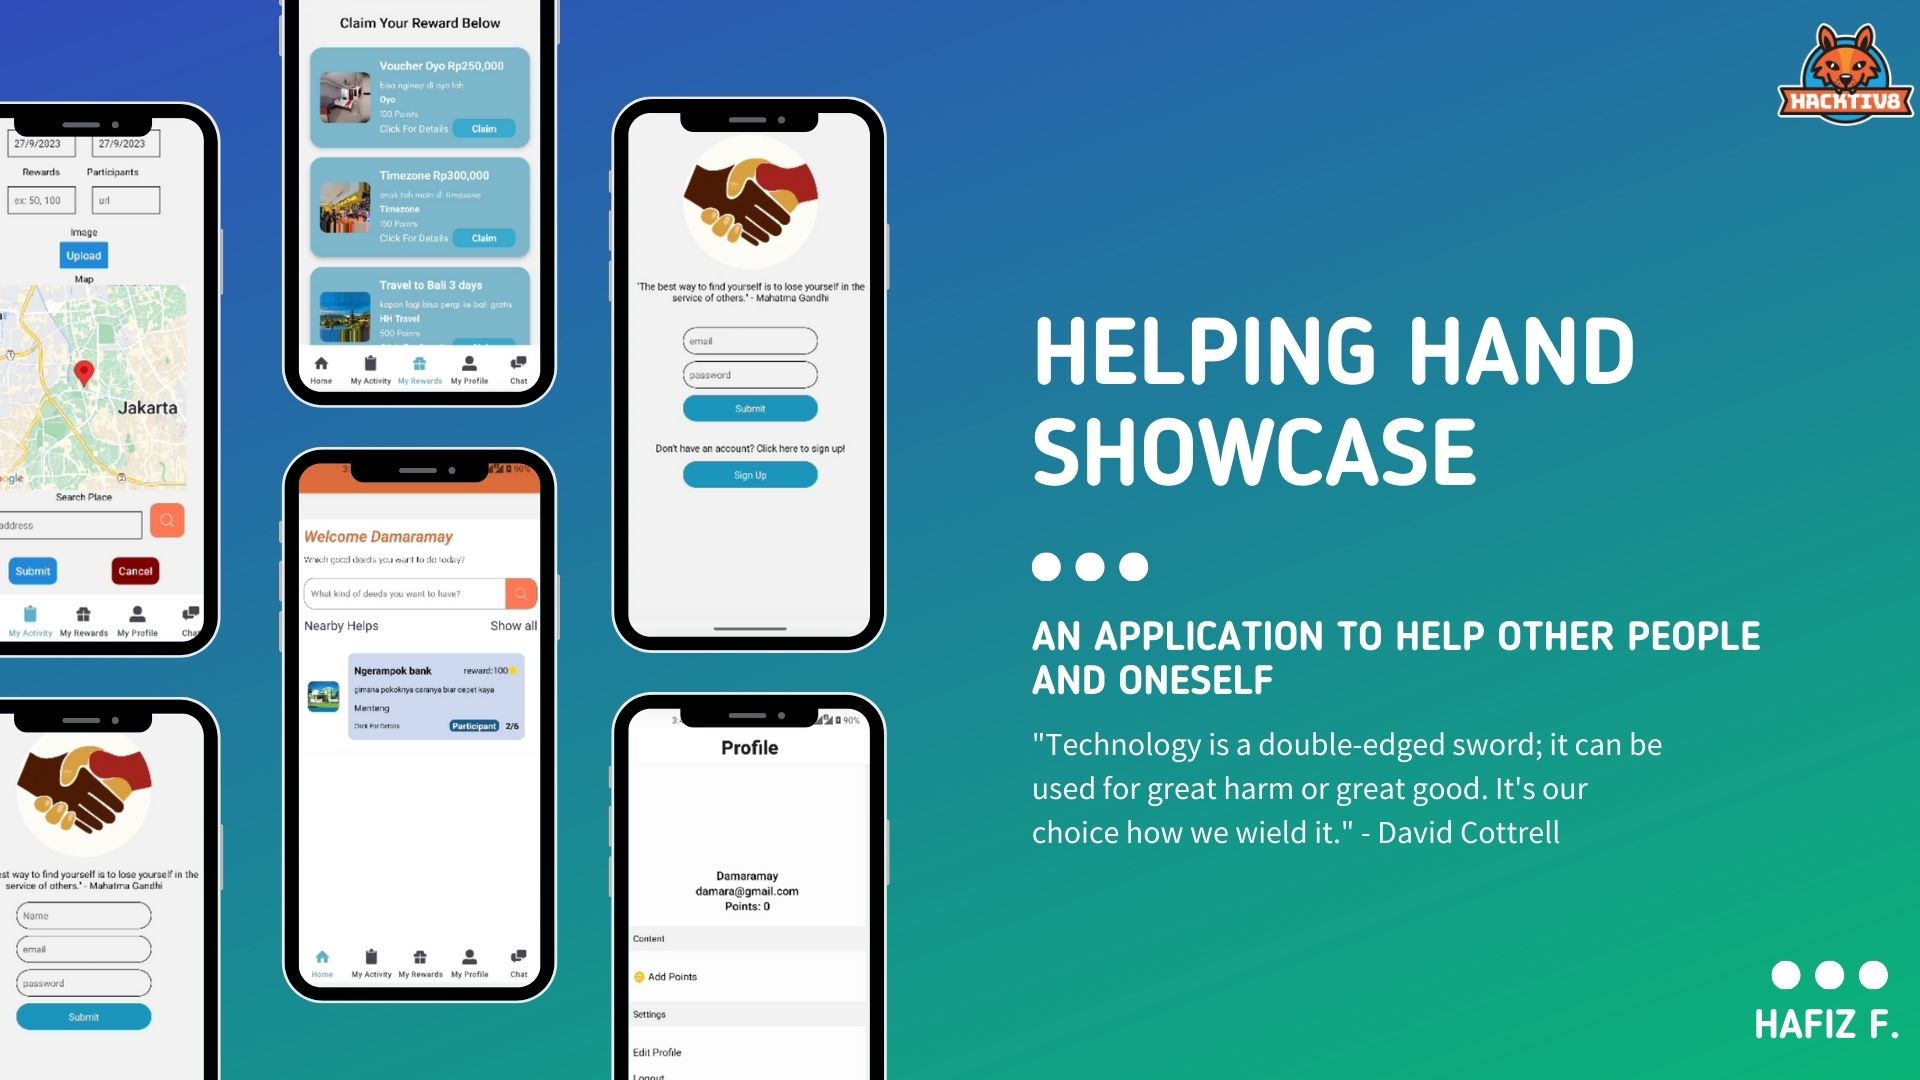 27/9/2023
27/9/2023
Rewards
Participants
ex: 50, 100
url
Image
Upload
Map
Jakarta
ogle
Search Place
address
Submit
Cancel
My Activity
My Rewards
My Profile
Cha
st way to find yourself is to lose yourself in the
service of others." - Mahatma Gandhi
Name
email
password
Submit
Claim Your Reward Below
Voucher Oyo Rp250,000
bisa nginep di oyo loh
Oyo
100 Points
Click For Details
Claim
Timezone Rp300,000
enak toh main di timezone
Timezone
150 Points
Click For Details
Claim
Travel to Bali 3 days
kapan lagi bisa pergi ke bali gratis
HH Travel
500 Points
Home
My Activity
My Rewards
My Profile
Chat
3:
90%
Welcome Damaramay
Which good deeds you want to do today?
What kind of deeds you want to have?
Nearby Helps
Show all
Ngerampok bank
reward:100
gimana pokoknya caranya biar cepet kaya
Menteng
Click For Details
Participant
2/6
Home
My Activity
My Rewards
My Profile
Chat
"The best way to find yourself is to lose yourself in the
service of others." - Mahatma Gandhi
email
password
Submit
Don't have an account? Click here to sign up!
Sign Up
3:
90%
Profile
Damaramay
damara@gmail.com
Points: 0
Content
Add Points
Settings
Edit Profile
Logout
HACKTIV8
HELPING HAND
SHOWCASE
AN APPLICATION TO HELP OTHER PEOPLE
AND ONESELF
"Technology is a double-edged sword; it can be
used for great harm or great good. It's our
choice how we wield it." - David Cottrell
HAFIZ F.